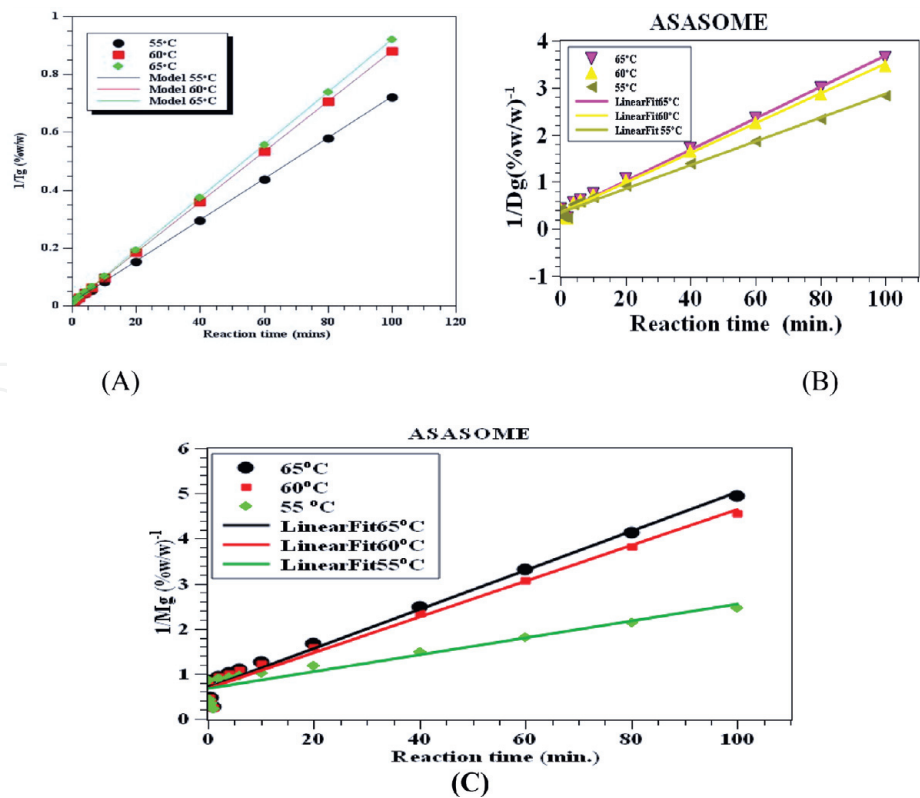 1
0.8
0.6
0.4
0.2
0
1/Tg (%w/w)
55°C
60°C
65°C
Model 55°C
Model 60°C
Model 65°C
0 20 40 60 80 100 120
Reaction time (mins)
(A)
ASASOME
4
3
2
1
0
-1
1/Dg(%w/w)-1
65°C
60°C
55°C
LinearFit65°C
LinearFit60°C
LinearFit 55°C
0 20 40 60 80 100
Reaction time (min.)
(B)
ASASOME
6
5
4
3
2
1
0
1/Mg (%w/w)-1
65°C
60°C
55 °C
LinearFit65°C
LinearFit60°C
LinearFit55°C
0 20 40 60 80 100
Reaction time (min.)
(C)